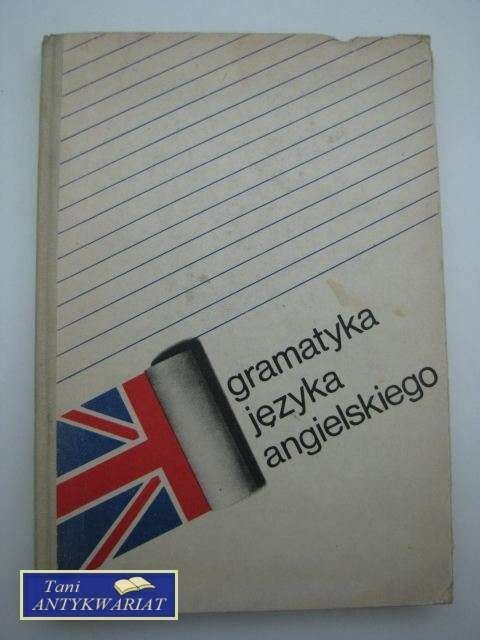 gramatyka
języka
angielskiego
Tani
ANTYKWARIAT